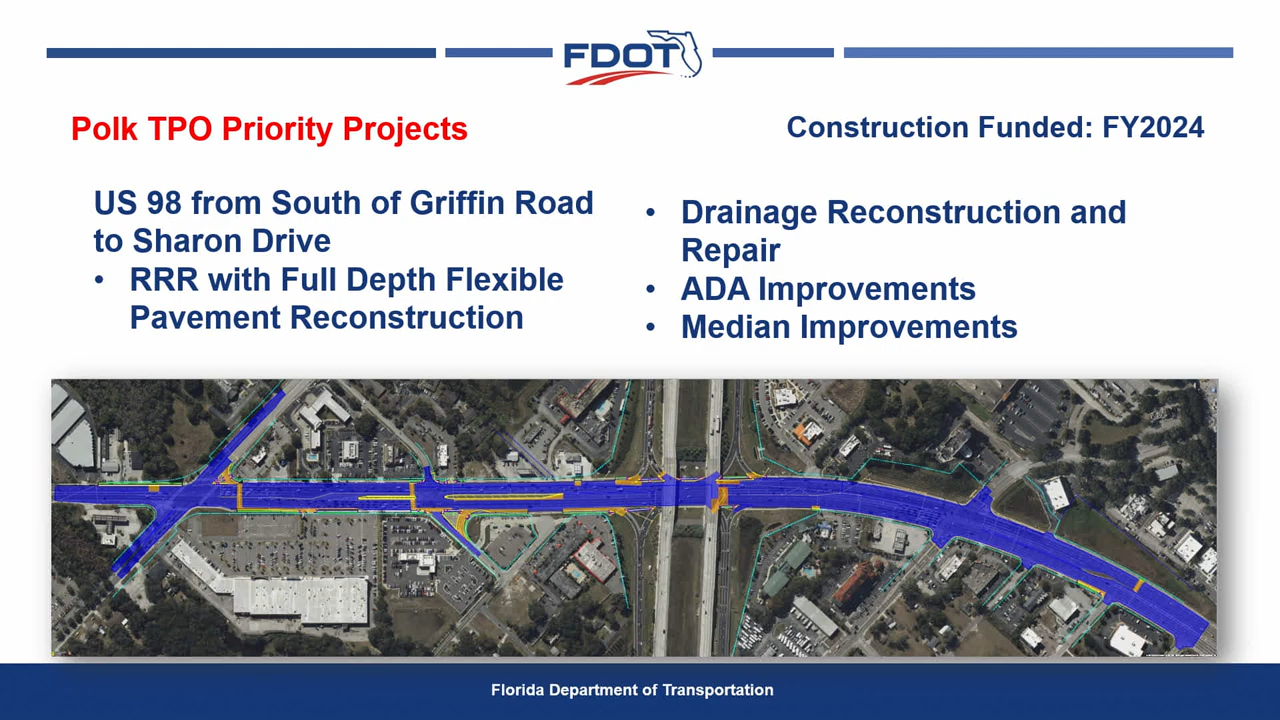 FDOT
Polk TPO Priority Projects
Construction Funded: FY2024
US 98 from South of Griffin Road
to Sharon Drive
• RRR with Full Depth Flexible
Pavement Reconstruction
• Drainage Reconstruction and
Repair
• ADA Improvements
• Median Improvements
Florida Department of Transportation